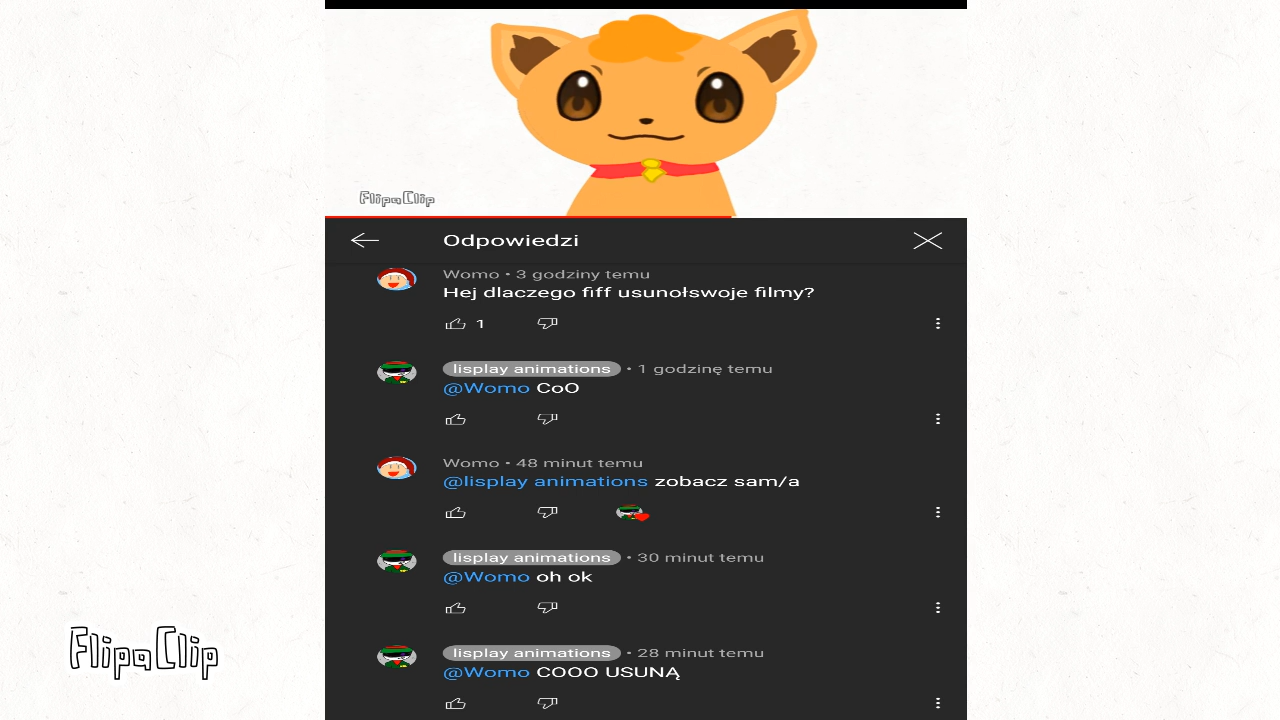 FlipaClip
Odpowiedzi
Womo • 3 godziny temu
Hej dlaczego fiff usunołswoje filmy?
1
lisplay animations • 1 godzinę temu
@Womo CoO
Womo • 48 minut temu
@lisplay animations zobacz sam/a
lisplay animations • 30 minut temu
@Womo oh ok
lisplay animations • 28 minut temu
@Womo COOO USUNĄ
FlipaClip